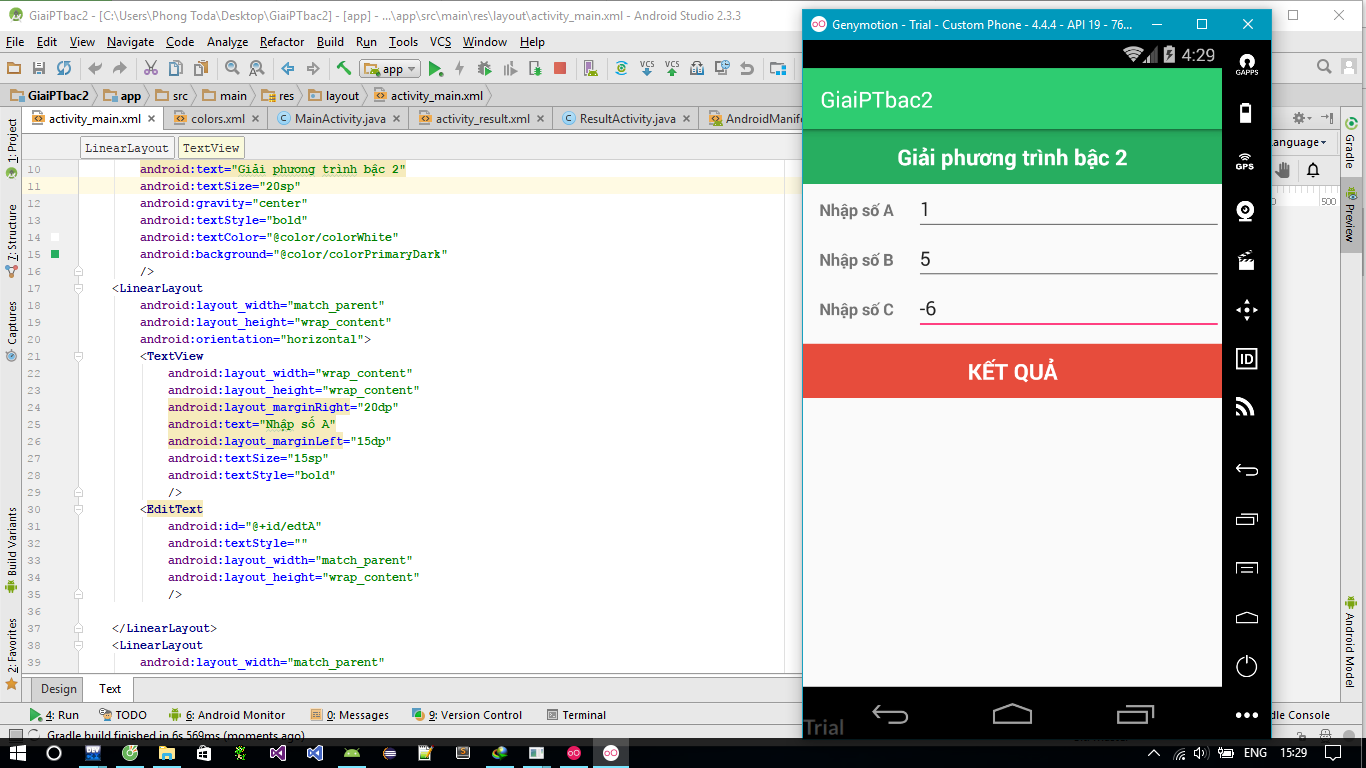 GiaiPTbac2 - [C:\Users\Phong Toda\Desktop\GiaiPTbac2] - [app] - ...\app\src\main\res\layout\activity_main.xml - Android Studio 2.3.3
File Edit View Navigate Code Analyze Refactor Build Run Tools VCS Window Help
app VCS VCS
GiaiPTbac2 app src main res layout activity_main.xml
activity_main.xml colors.xml MainActivity.java activity_result.xml ResultActivity.java AndroidManif
LinearLayout TextView
10 android:text="Giải phương trình bậc 2"
11 android:textSize="20sp"
12 android:gravity="center"
13 android:textStyle="bold"
14 android:textColor="@color/colorWhite"
15 android:background="@color/colorPrimaryDark"
16 />
17 <LinearLayout
18 android:layout_width="match_parent"
19 android:layout_height="wrap_content"
20 android:orientation="horizontal">
21 <TextView
22 android:layout_width="wrap_content"
23 android:layout_height="wrap_content"
24 android:layout_marginRight="20dp"
25 android:text="Nhập số A"
26 android:layout_marginLeft="15dp"
27 android:textSize="15sp"
28 android:textStyle="bold"
29 />
30 <EditText
31 android:id="@+id/edtA"
32 android:textStyle=""
33 android:layout_width="match_parent"
34 android:layout_height="wrap_content"
35 />
36
37 </LinearLayout>
38 <LinearLayout
39 android:layout_width="match_parent"
Design Text
4: Run TODO 6: Android Monitor 0: Messages 9: Version Control Terminal
dle Console
Gradle build finished in 6s 569ms (moments ago)
1: Project
7: Structure
Captures
Build Variants
2: Favorites
Genymotion - Trial - Custom Phone - 4.4.4 - API 19 - 76...
4:29
GiaiPTbac2
Giải phương trình bậc 2
Nhập số A 1
Nhập số B 5
Nhập số C -6
KẾT QUẢ
Trial
GAPPS
GPS
ID
anguage
500
Gradle
Preview
Android Model
ENG 15:29